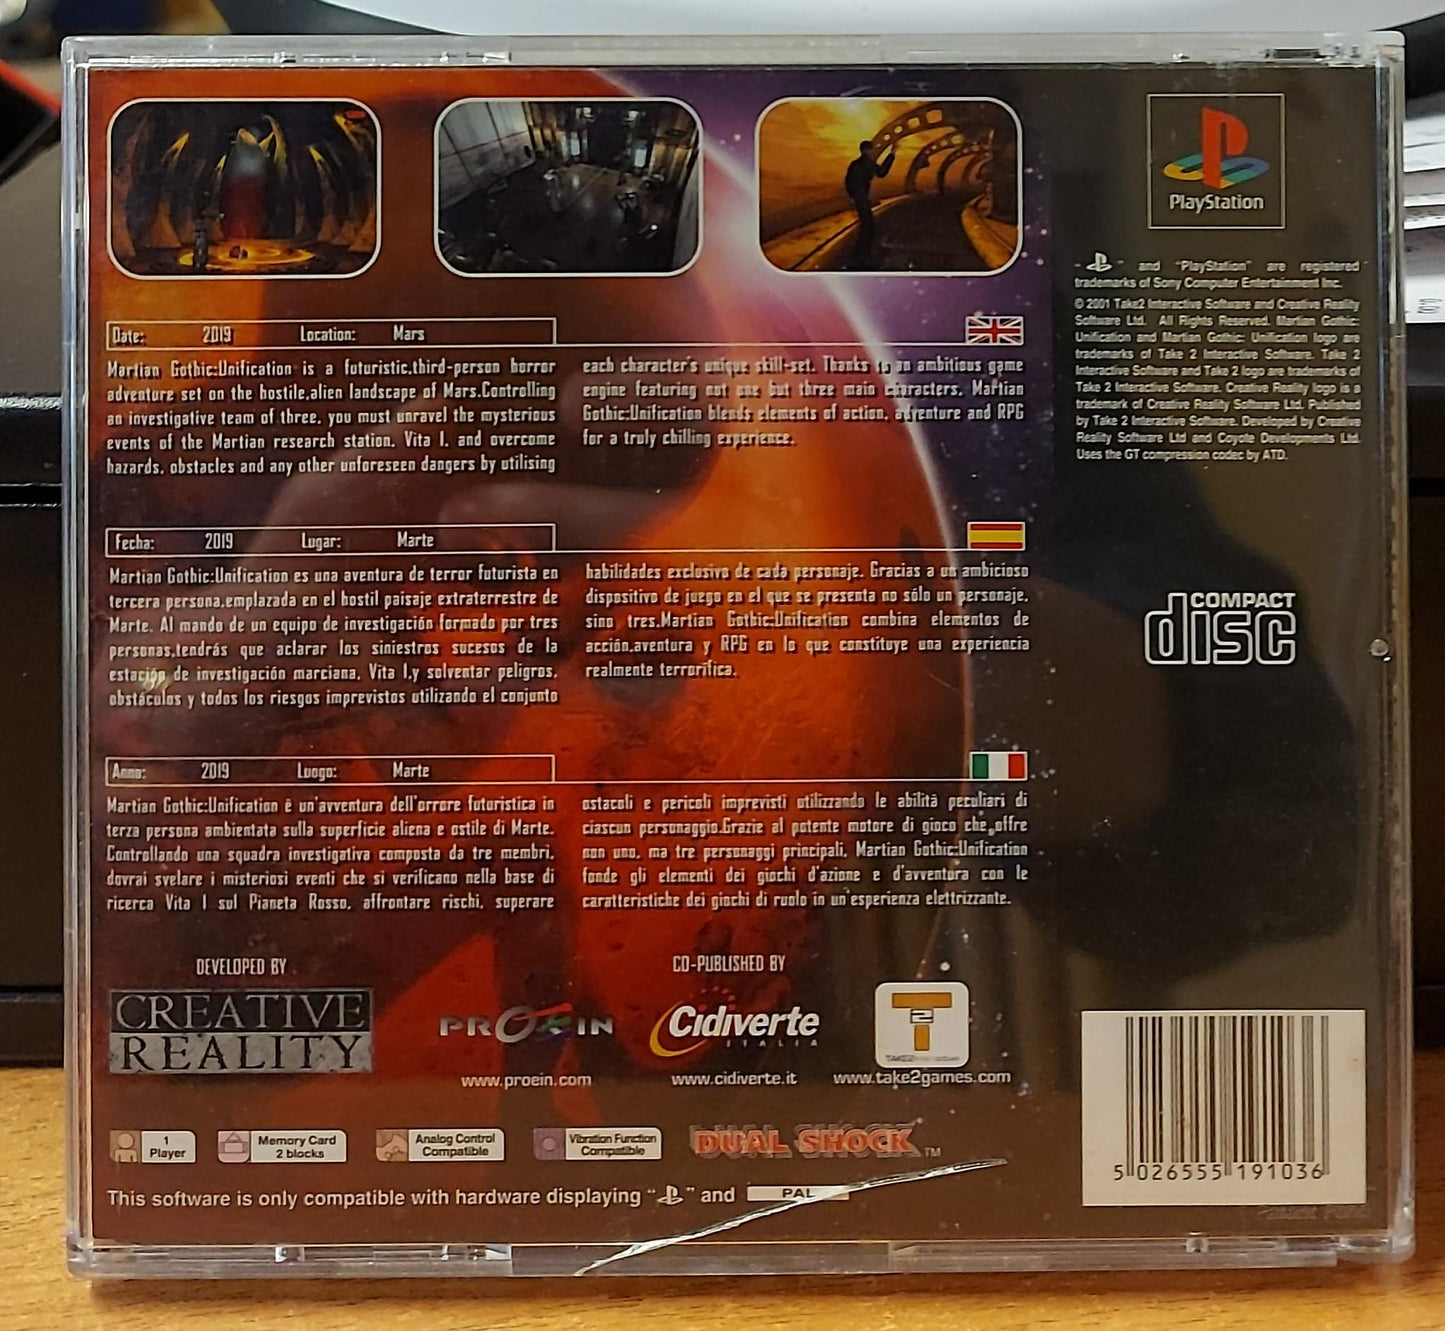 PlayStation
" " and "PlayStation" are registered
trademarks of Sony Computer Entertainment Inc.
© 2001 Take2 Interactive Software and Creative Reality
Software Ltd. All Rights Reserved. Martian Gothic:
Unification and Martian Gothic: Unification logo are
trademarks of Take 2 Interactive Software. Take 2
Interactive Software and Take 2 logo are trademarks of
Take 2 Interactive Software. Creative Reality logo is a
trademark of Creative Reality Software Ltd. Published
by Take 2 Interactive Software. Developed by Creative
Reality Software Ltd and Coyote Developments Ltd.
Uses the GT compression codec by ATD.
Date: 2019 Location: Mars
Martian Gothic:Unification is a futuristic,third-person horror
adventure set on the hostile,alien landscape of Mars.Controlling
an investigative team of three, you must unravel the mysterious
events of the Martian research station, Vita 1, and overcome
hazards, obstacles and any other unforeseen dangers by utilising
each character's unique skill-set. Thanks to an ambitious game
engine featuring not one but three main characters, Martian
Gothic:Unification blends elements of action, adventure and RPG
for a truly chilling experience.
Fecha: 2019 Lugar: Marte
Martian Gothic:Unification es una aventura de terror futurista en
tercera persona,emplazada en el hostil paisaje extraterrestre de
Marte. Al mando de un equipo de investigación formado por tres
personas,tendrás que aclarar los siniestros sucesos de la
estación de investigación marciana, Vita 1,y solventar peligros,
obstáculos y todos los riesgos imprevistos utilizando el conjunto
habilidades exclusivo de cada personaje. Gracias a un ambicioso
dispositivo de juego en el que se presenta no sólo un personaje,
sino tres,Martian Gothic:Unification combina elementos de
acción,aventura y RPG en lo que constituye una experiencia
realmente terrorífica.
Anno: 2019 Luogo: Marte
Martian Gothic:Unification è un'avventura dell'orrore futuristica in
terza persona ambientata sulla superficie aliena e ostile di Marte.
Controllando una squadra investigativa composta da tre membri,
dovrai svelare i misteriosi eventi che si verificano nella base di
ricerca Vita 1 sul Pianeta Rosso, affrontare rischi, superare
ostacoli e pericoli imprevisti utilizzando le abilità peculiari di
ciascun personaggio.Grazie al potente motore di gioco che offre
non uno, ma tre personaggi principali, Martian Gothic:Unification
fonde gli elementi dei giochi d'azione e d'avventura con le
caratteristiche dei giochi di ruolo in un'esperienza elettrizzante.
COMPACT
disc
DEVELOPED BY
CREATIVE
REALITY
CO-PUBLISHED BY
PROEIN
www.proein.com
Cidiverte
ITALIA
www.cidiverte.it
T2
TAKE2
www.take2games.com
1
Player
Memory Card
2 blocks
Analog Control
Compatible
Vibration Function
Compatible
DUAL SHOCK™
This software is only compatible with hardware displaying " " and PAL
5 026555 191036